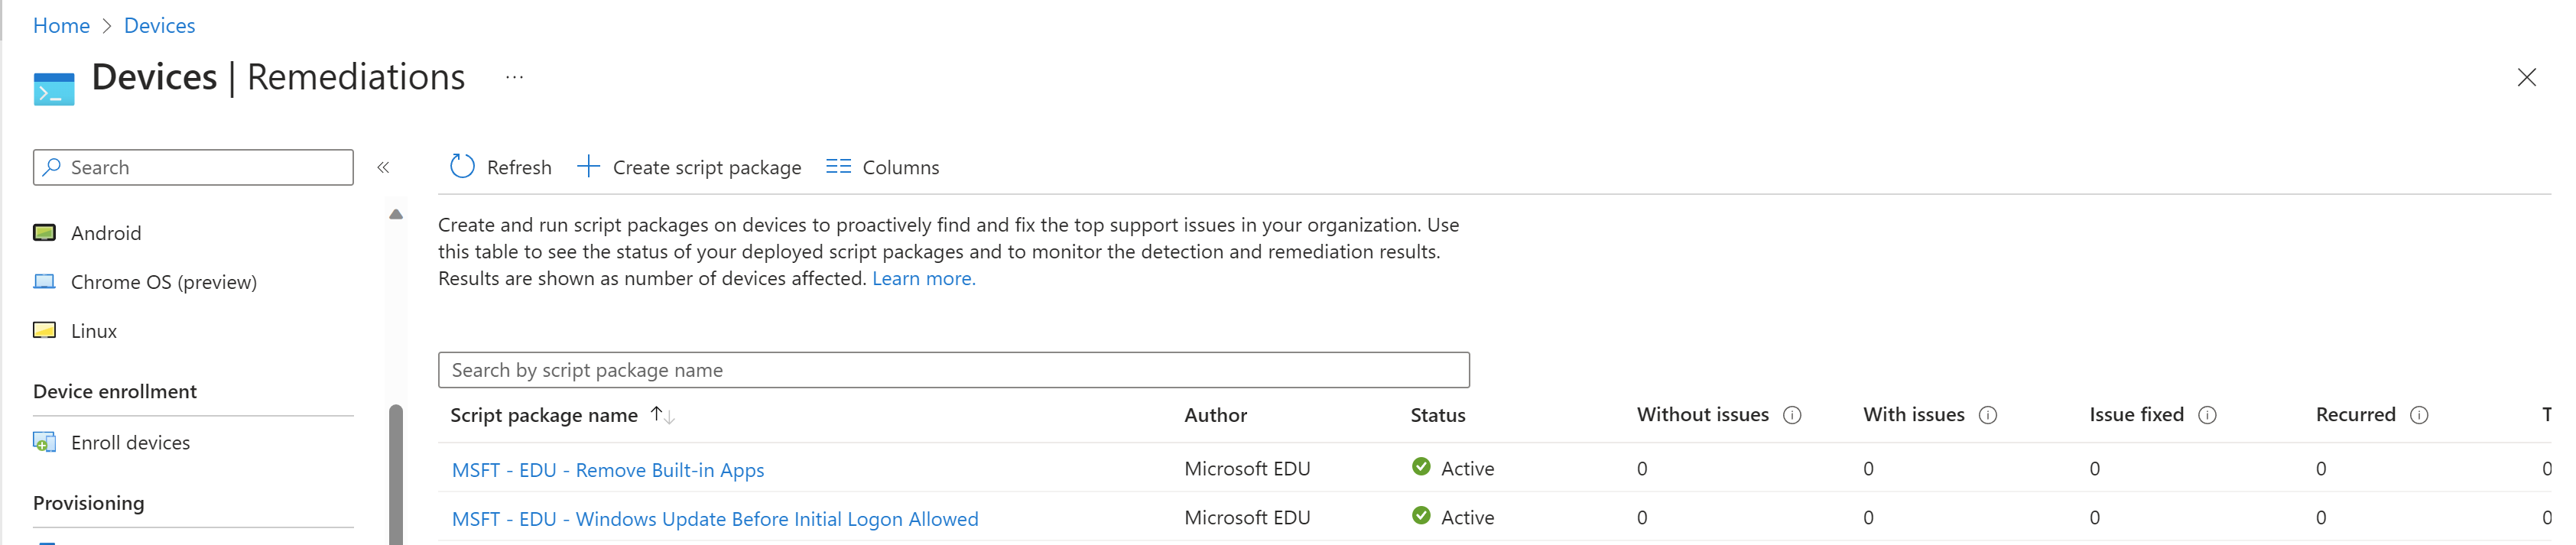 Home > Devices
Devices | Remediations ...
Search
«
Refresh
Create script package
Columns
Android
Chrome OS (preview)
Linux
Device enrollment
Enroll devices
Provisioning
Create and run script packages on devices to proactively find and fix the top support issues in your organization. Use
this table to see the status of your deployed script packages and to monitor the detection and remediation results.
Results are shown as number of devices affected. Learn more.
Search by script package name
Script package name ↑↓ Author Status Without issues With issues Issue fixed Recurred T
MSFT - EDU - Remove Built-in Apps Microsoft EDU Active 0 0 0 0 0
MSFT - EDU - Windows Update Before Initial Logon Allowed Microsoft EDU Active 0 0 0 0 0